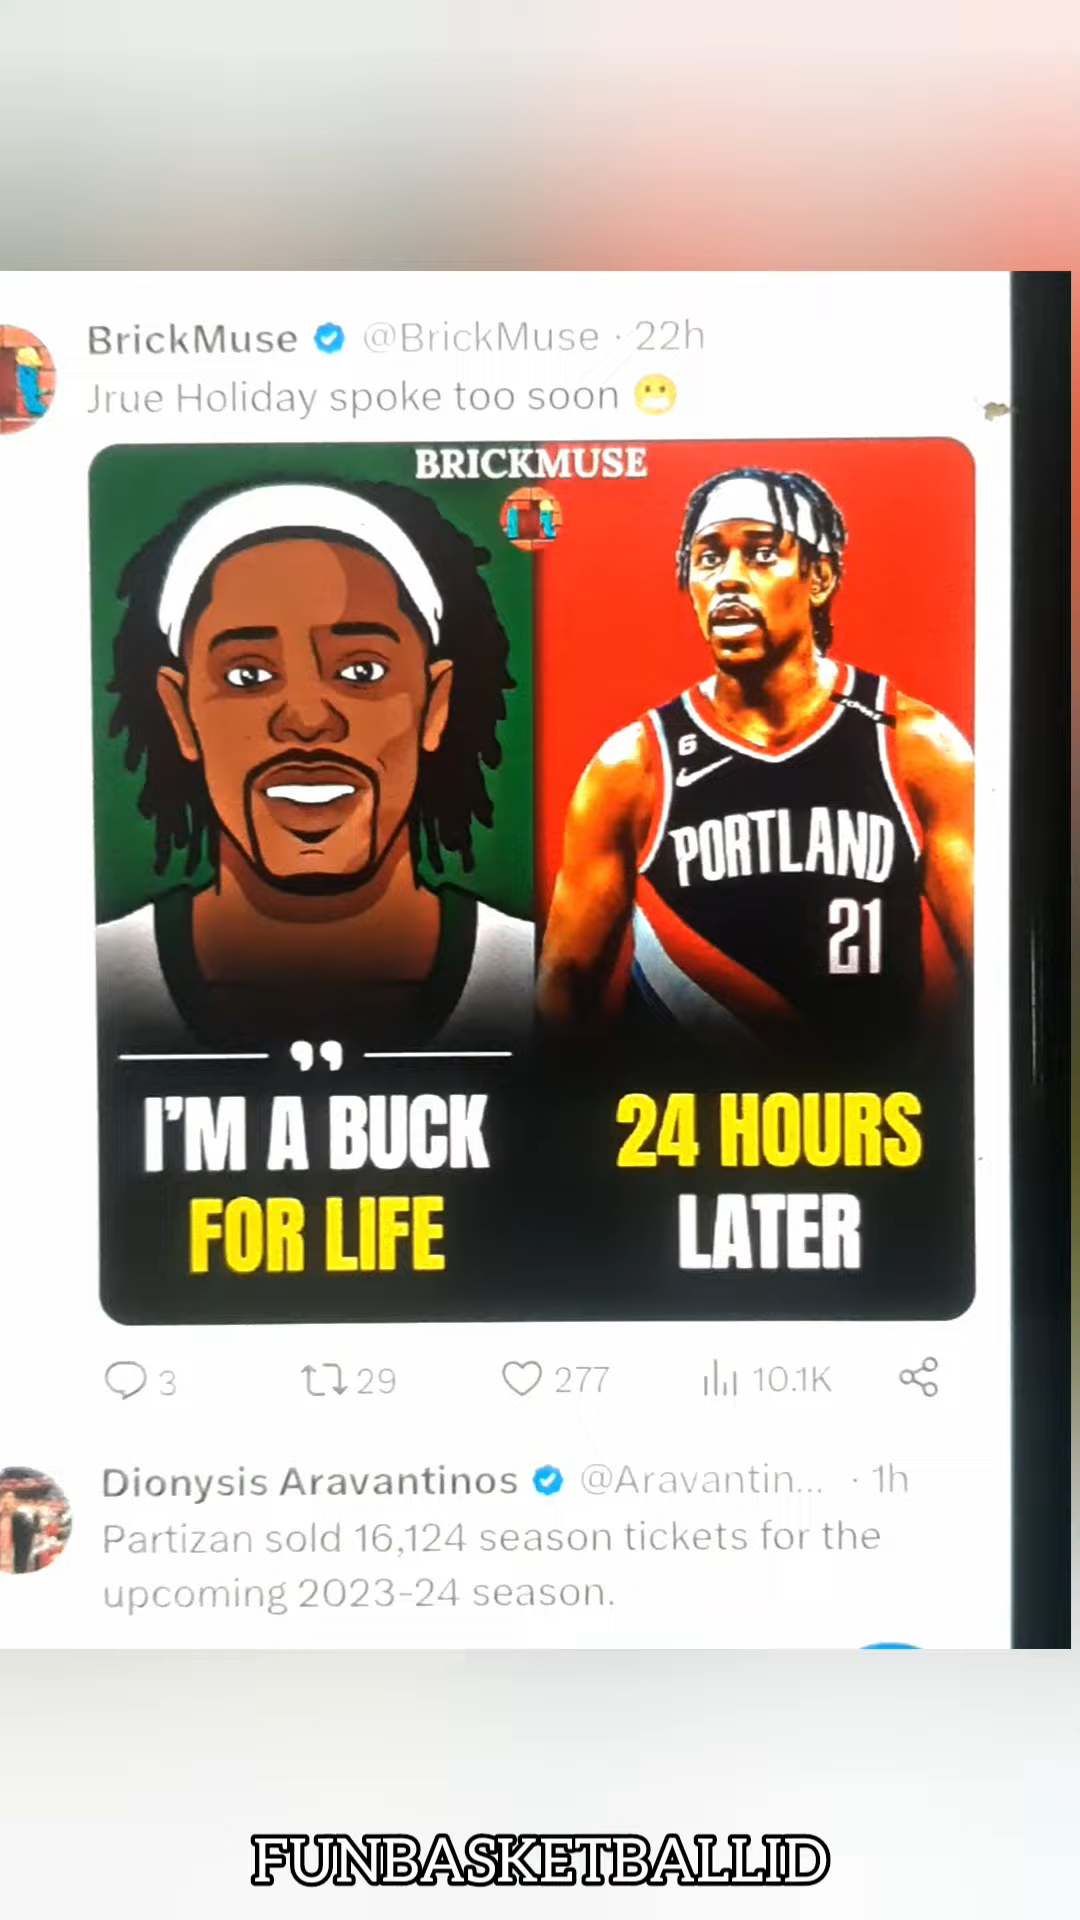 BrickMuse @BrickMuse · 22h
Jrue Holiday spoke too soon 😬
BRICKMUSE
6
PORTLAND
21
I'M A BUCK
FOR LIFE
24 HOURS
LATER
3 29 277 10.1K
Dionysis Aravantinos @Aravantin... · 1h
Partizan sold 16,124 season tickets for the
upcoming 2023-24 season.
FUNBASKETBALLID